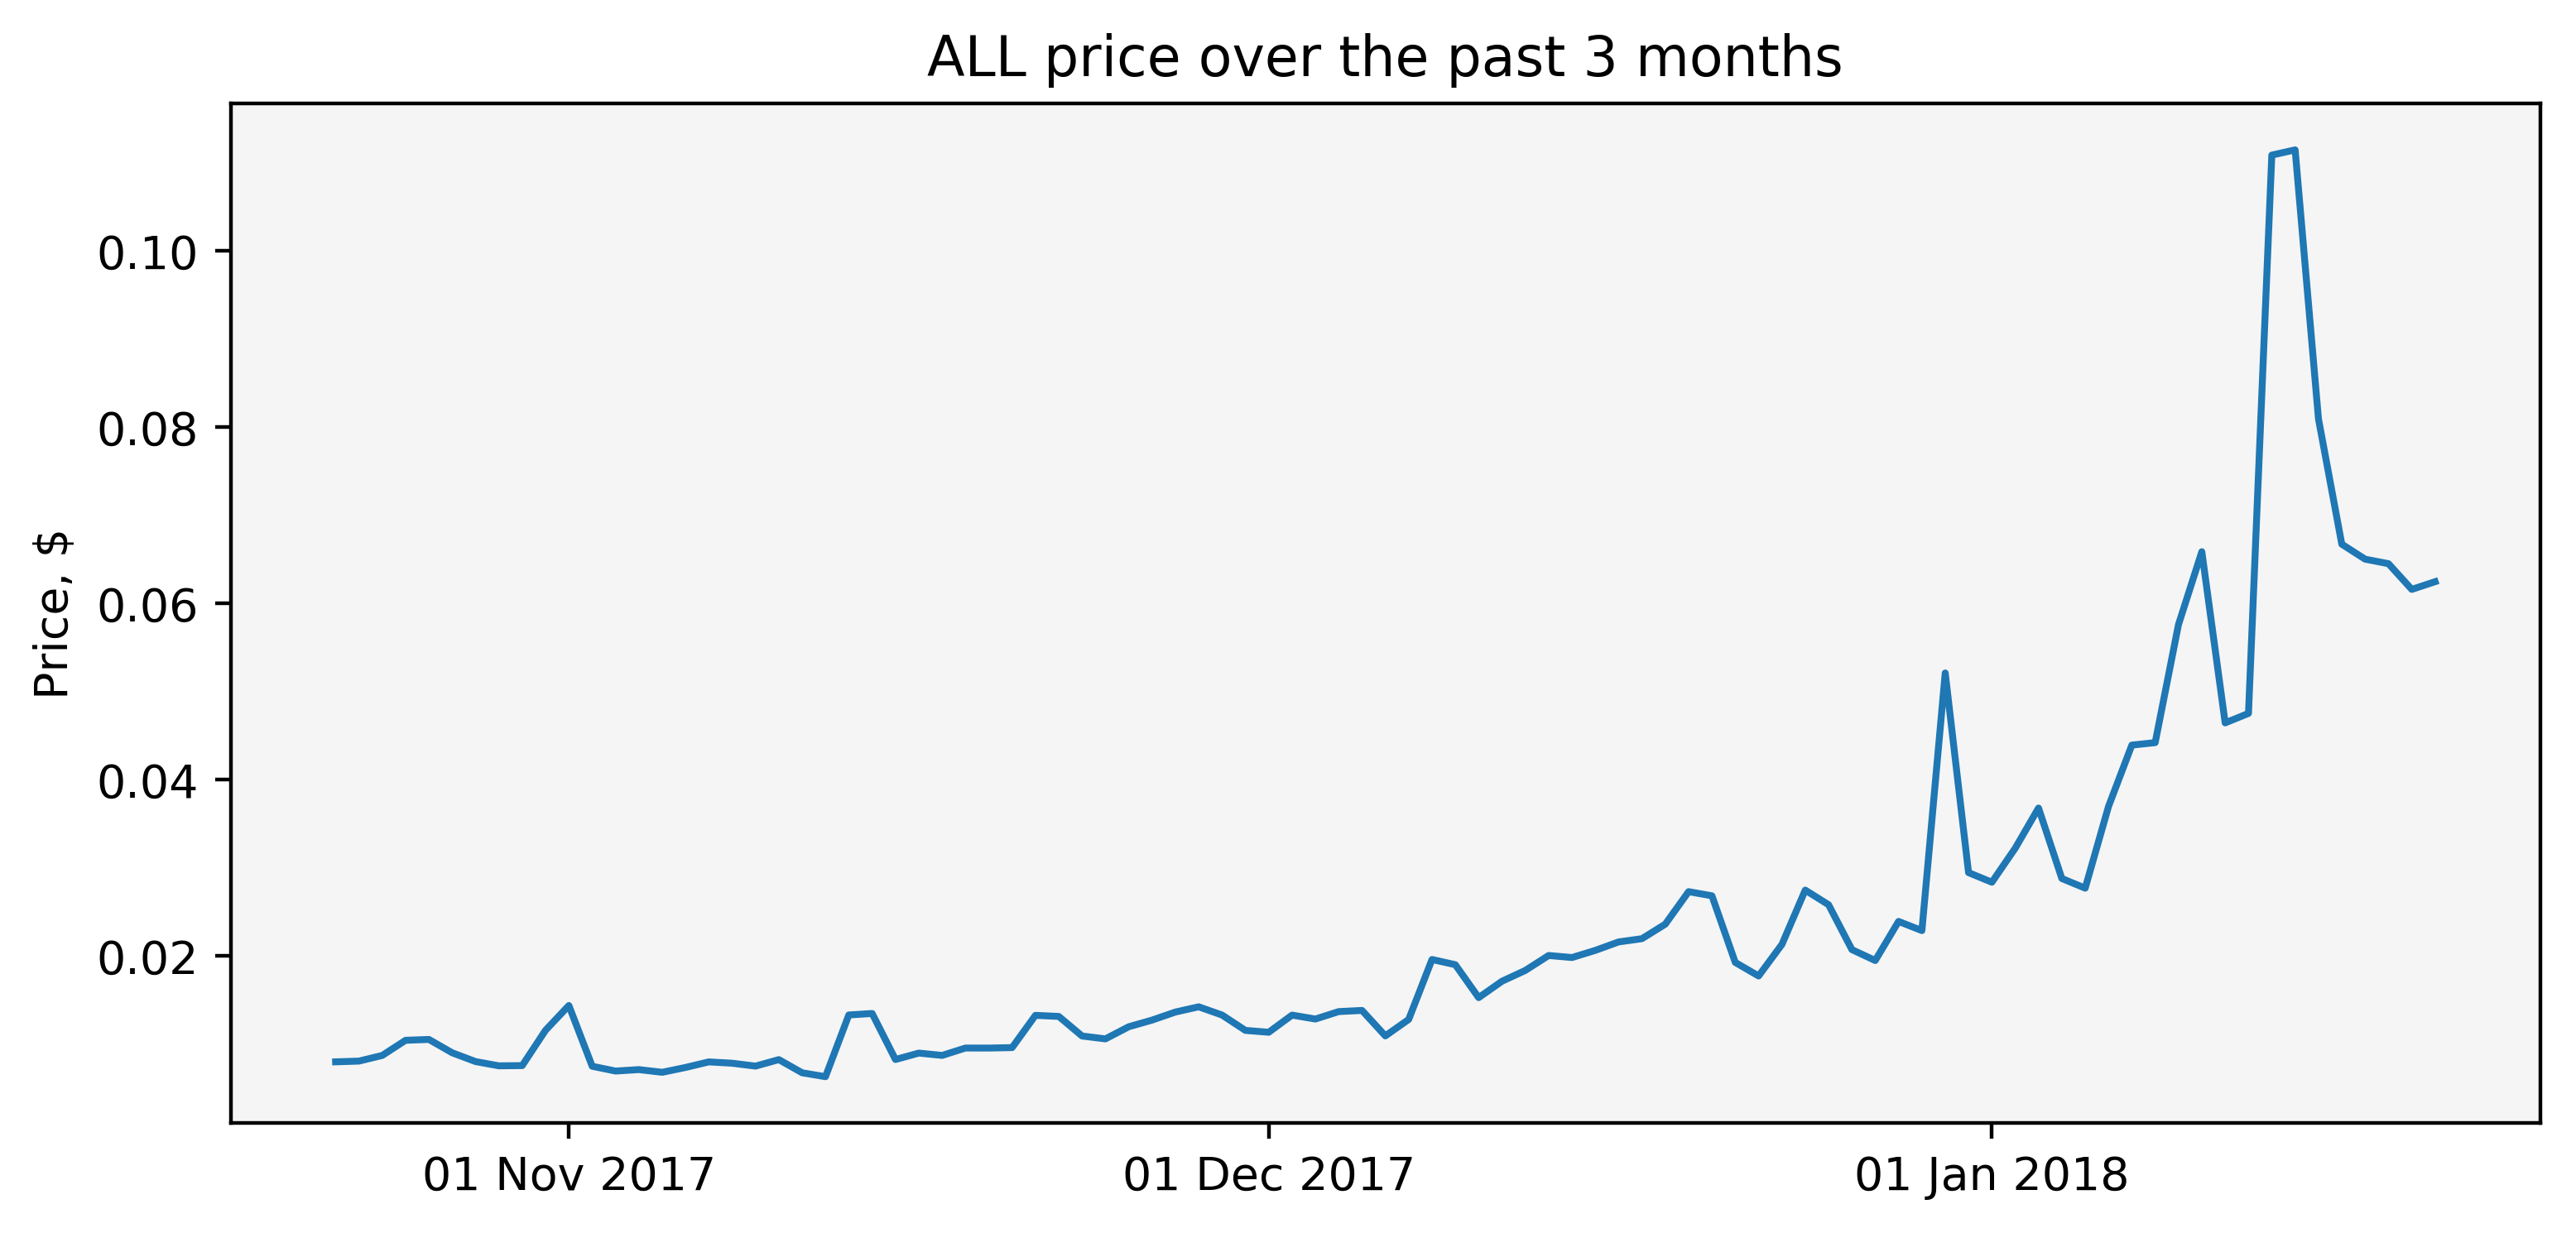 ALL price over the past 3 months
Price, $
0.10
0.08
0.06
0.04
0.02
01 Nov 2017
01 Dec 2017
01 Jan 2018